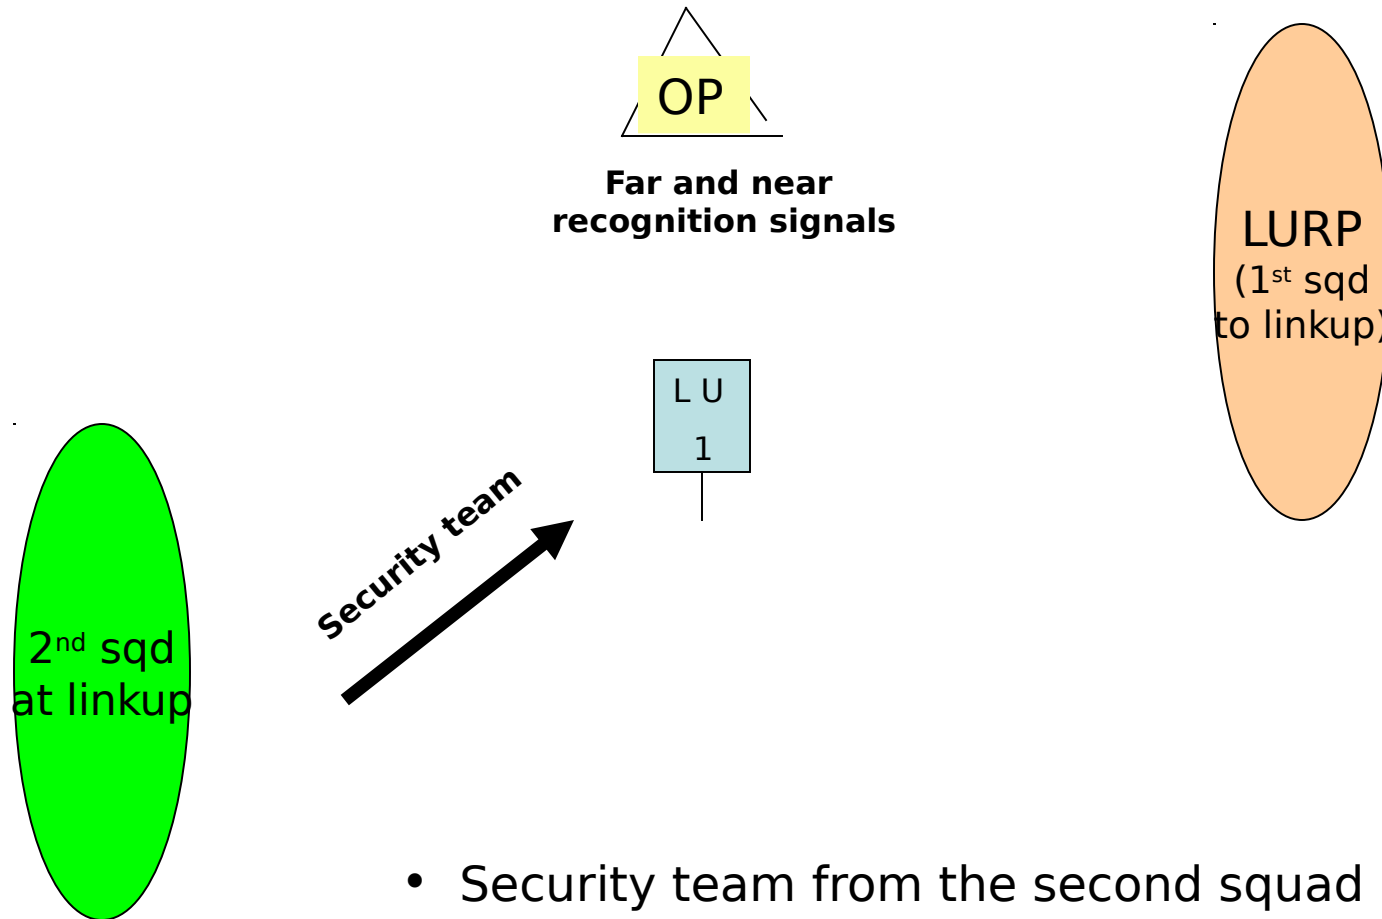 OP
Far and near
recognition signals
LURP
(1st sqd
to linkup)
L U
1
Security team
2nd sqd
at linkup
• Security team from the second squad